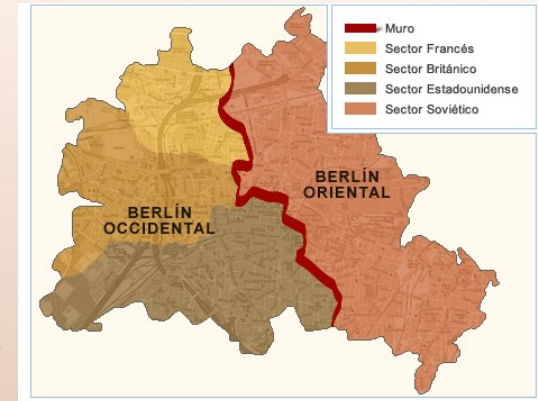 Muro
Sector Francés
Sector Británico
Sector Estadounidense
Sector Soviético
BERLÍN
ORIENTAL
BERLÍN
OCCIDENTAL